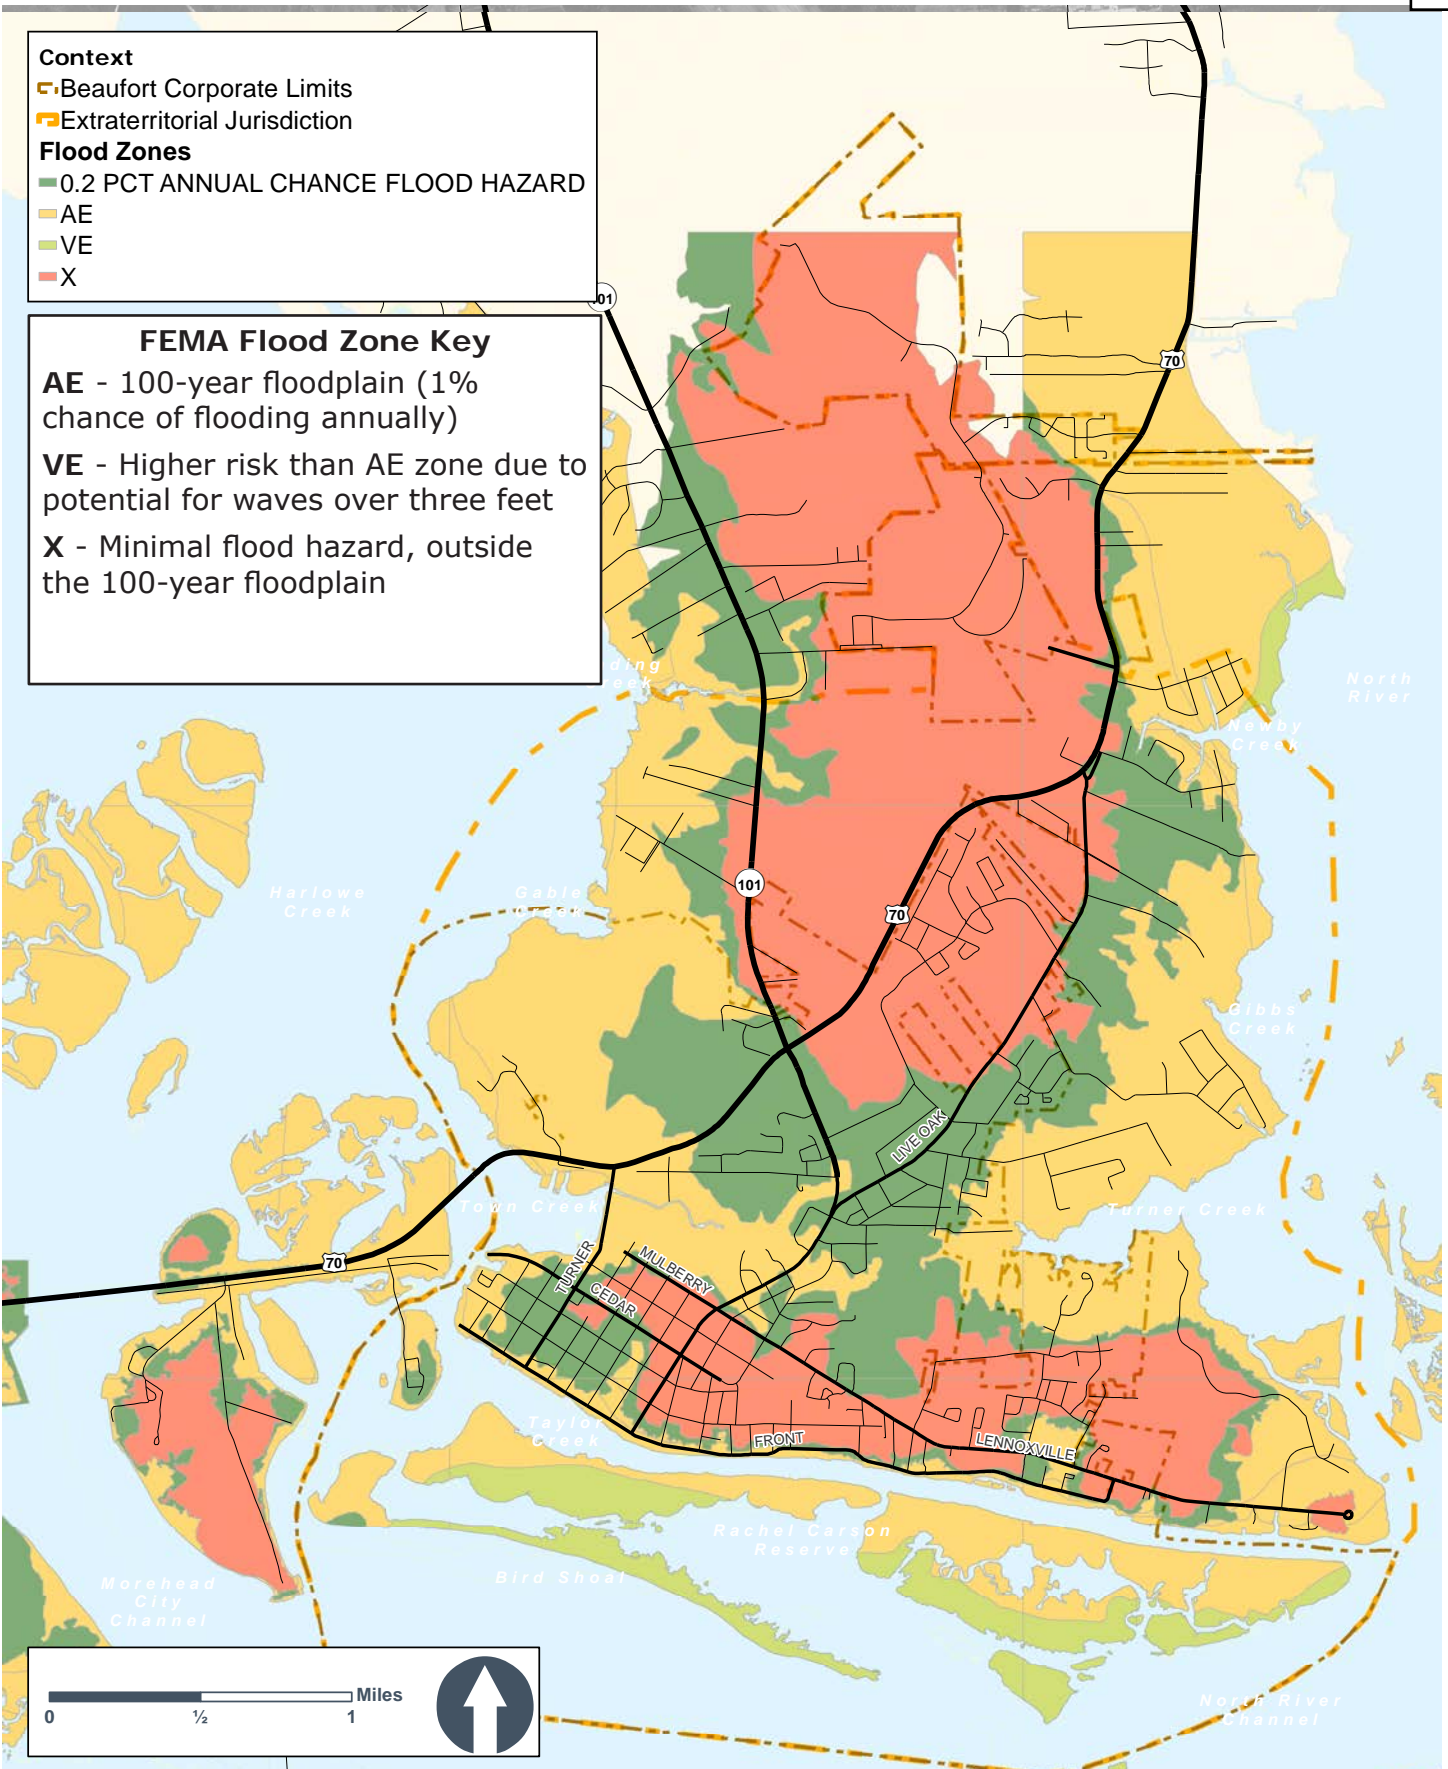 Context
Beaufort Corporate Limits
Extraterritorial Jurisdiction
Flood Zones
0.2 PCT ANNUAL CHANCE FLOOD HAZARD
AE
VE
X
FEMA Flood Zone Key
AE - 100-year floodplain (1%
chance of flooding annually)
VE - Higher risk than AE zone due to
potential for waves over three feet
X - Minimal flood hazard, outside
the 100-year floodplain
70
North
River
Newby
Creek
Harlowe
Creek
Gable
Creek
101
70
Gibbs
Creek
LIVE OAK
Town Creek
Turner Creek
70
TURNER
MULBERRY
CEDAR
Taylor
Creek
FRONT
LENNOXVILLE
Rachel Carson
Reserve
Bird Shoal
Morehead
City
Channel
North River
Channel
Miles
0 ½ 1